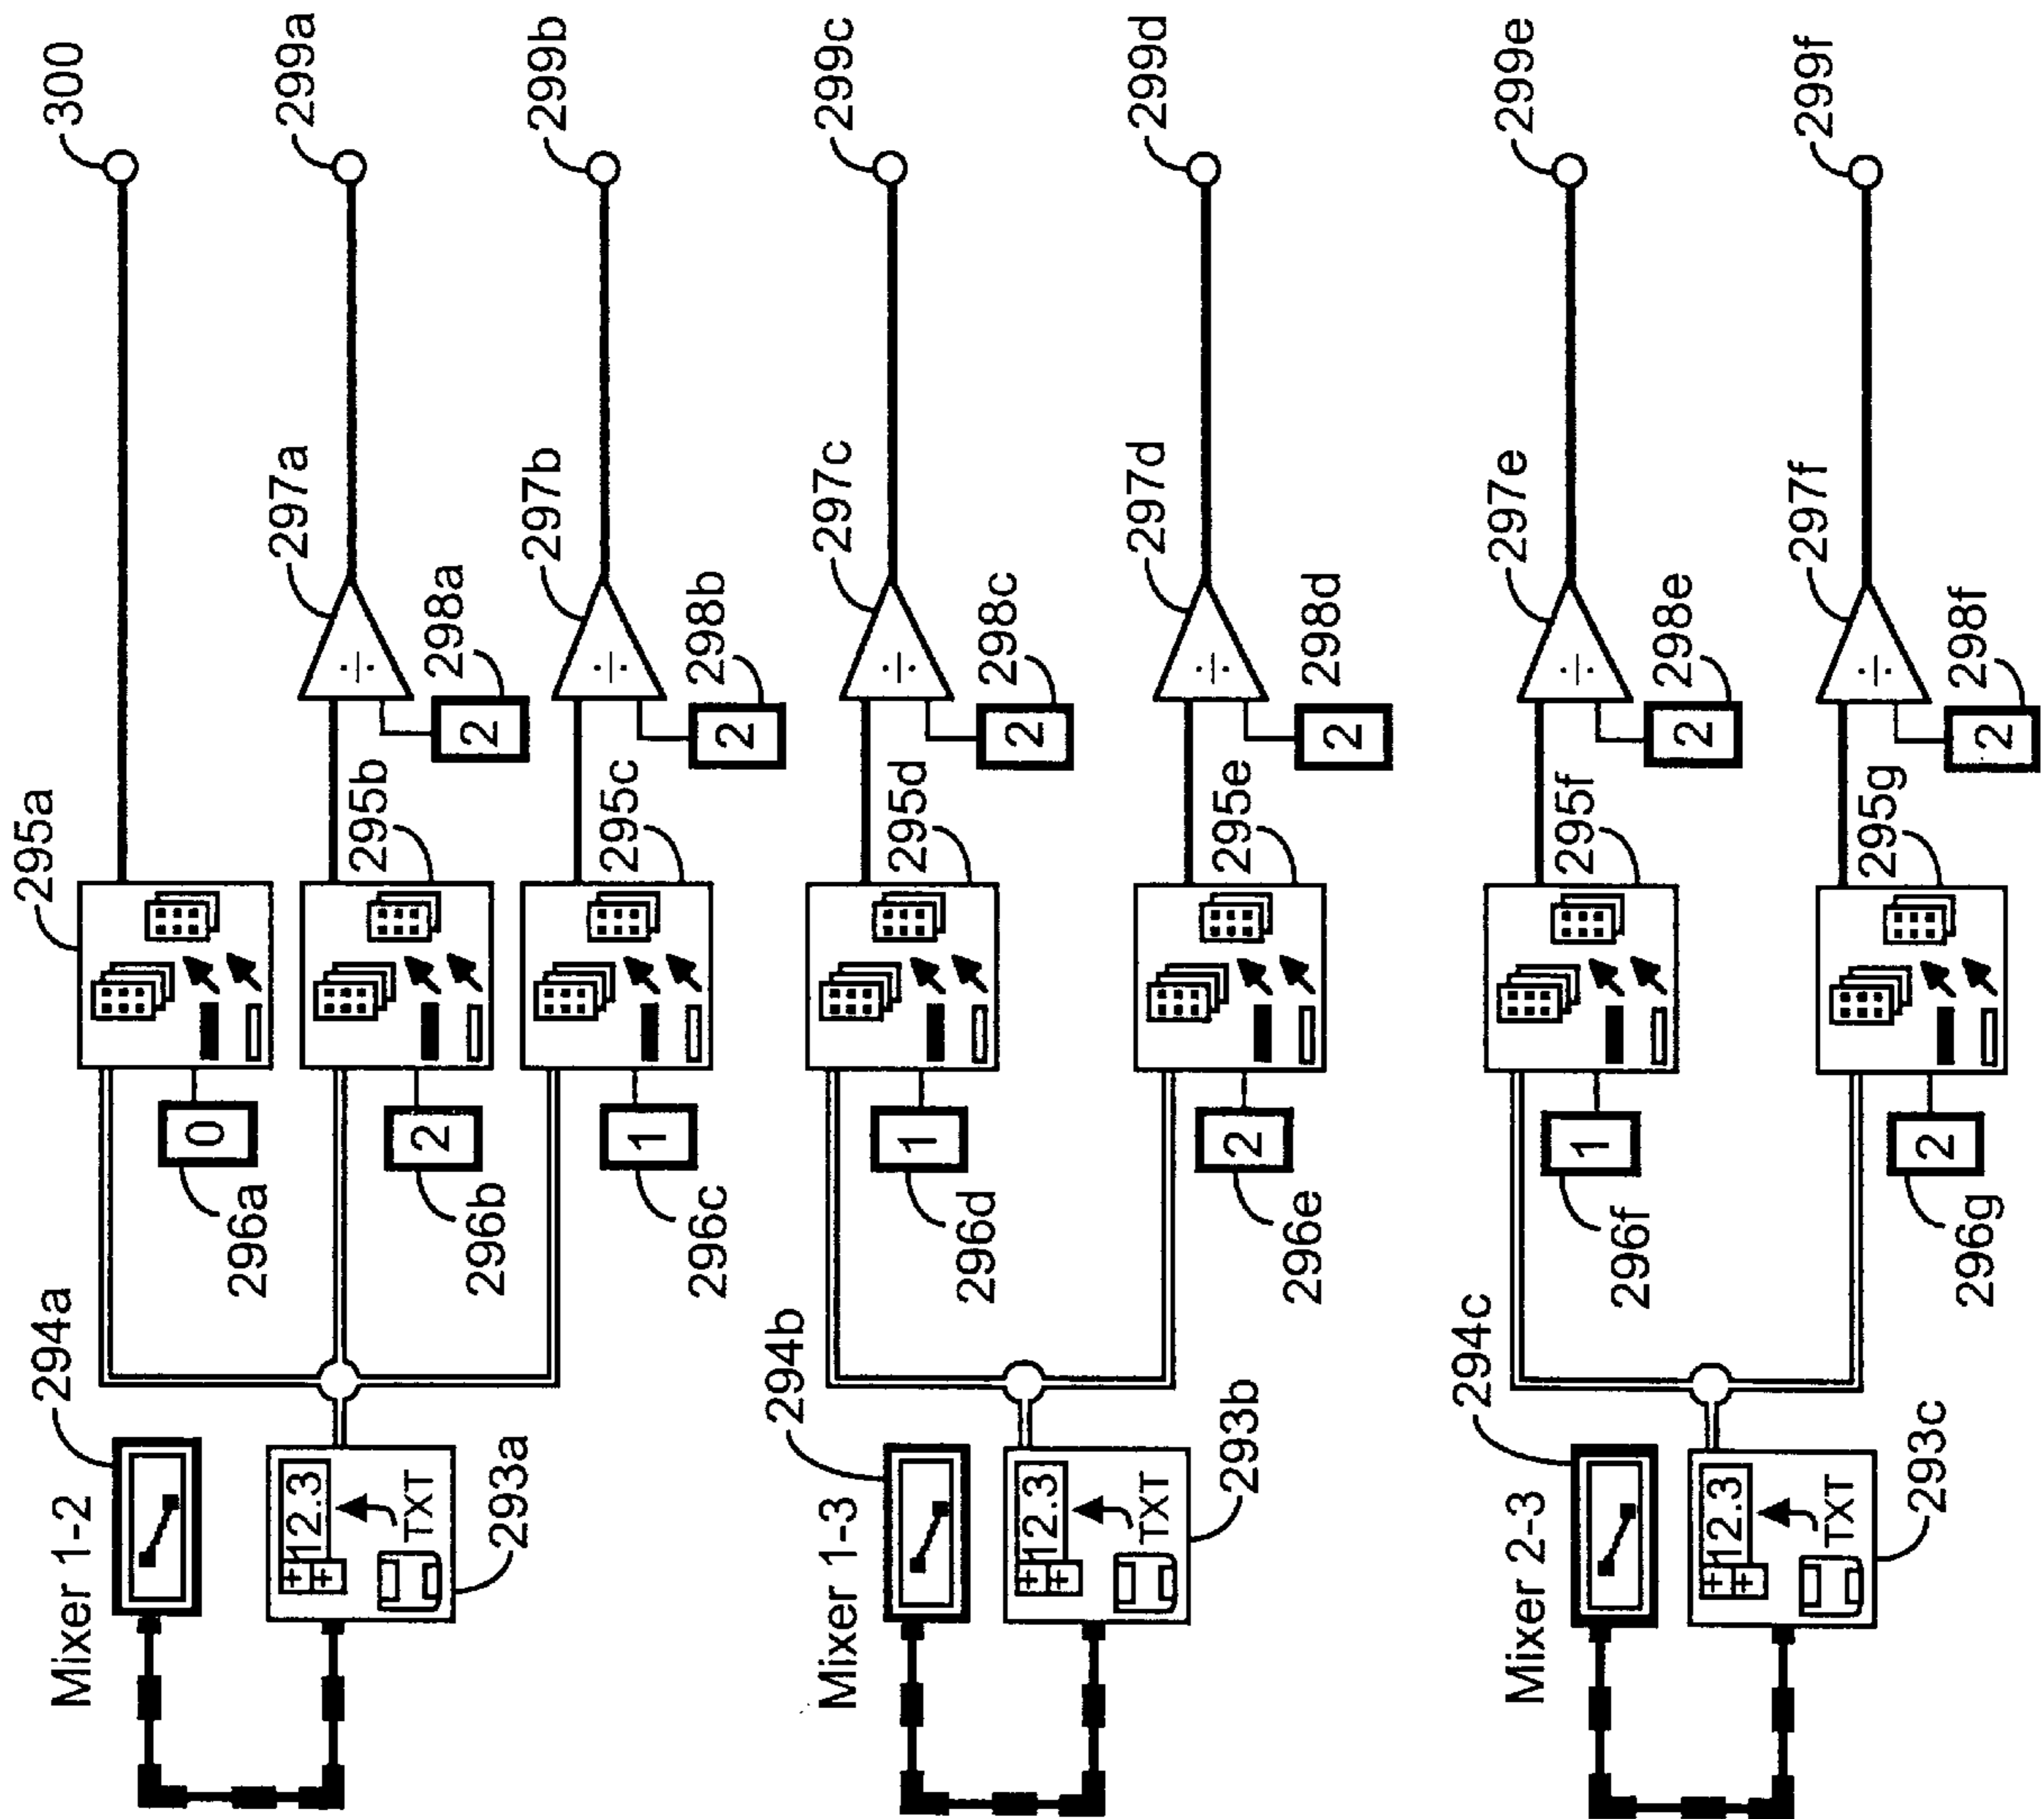 300
299a
299b
299c
299d
299e
299f
297a
297b
297c
297d
297e
297f
÷
÷
÷
÷
÷
÷
298a
298b
298c
298d
298e
298f
2
2
2
2
2
2
295a
295b
295c
295d
295e
295f
295g
0
2
1
1
2
1
2
296a
296b
296c
296d
296e
296f
296g
294a
294b
294c
Mixer 1-2
12.3
TXT
293a
Mixer 1-3
12.3
TXT
293b
Mixer 2-3
12.3
TXT
293c